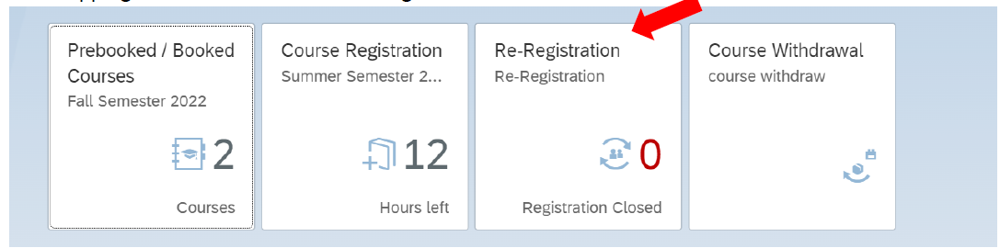 Prebooked / Booked
Courses
Fall Semester 2022
2
Courses
Course Registration
Summer Semester 2...
12
Hours left
Re-Registration
Re-Registration
0
Registration Closed
Course Withdrawal
course withdraw